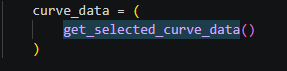 curve_data = (
    get_selected_curve_data()
)